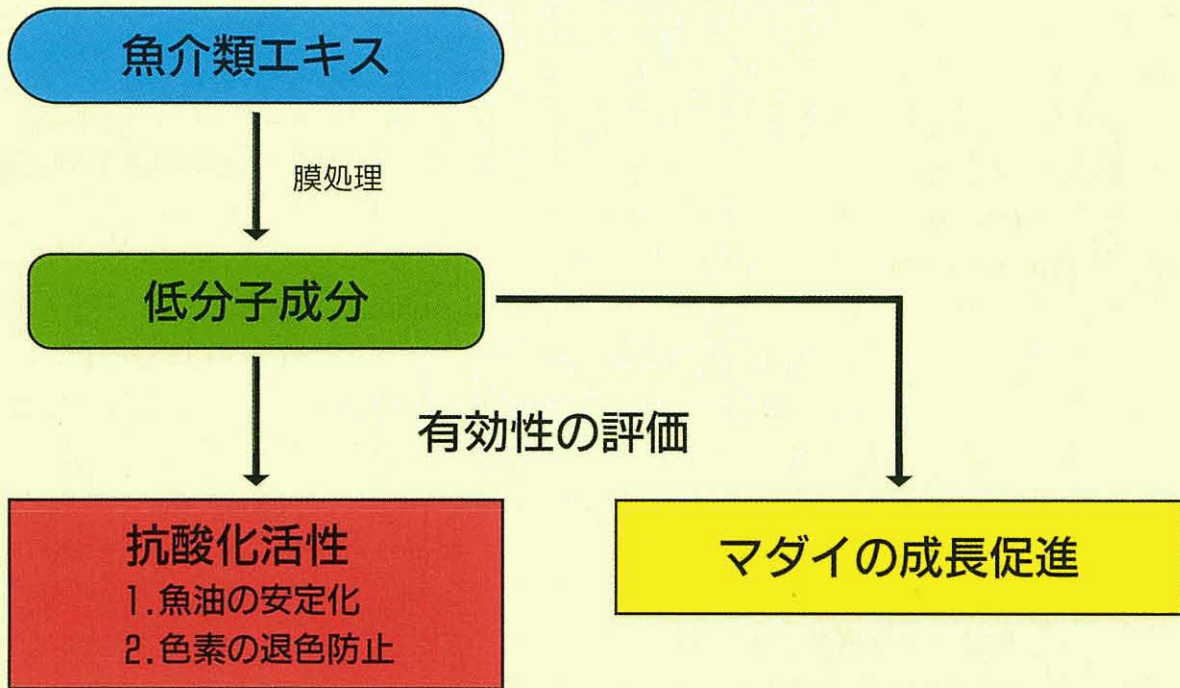 魚介類エキス
膜処理
低分子成分
有効性の評価
抗酸化活性
1.魚油の安定化
2.色素の退色防止
マダイの成長促進